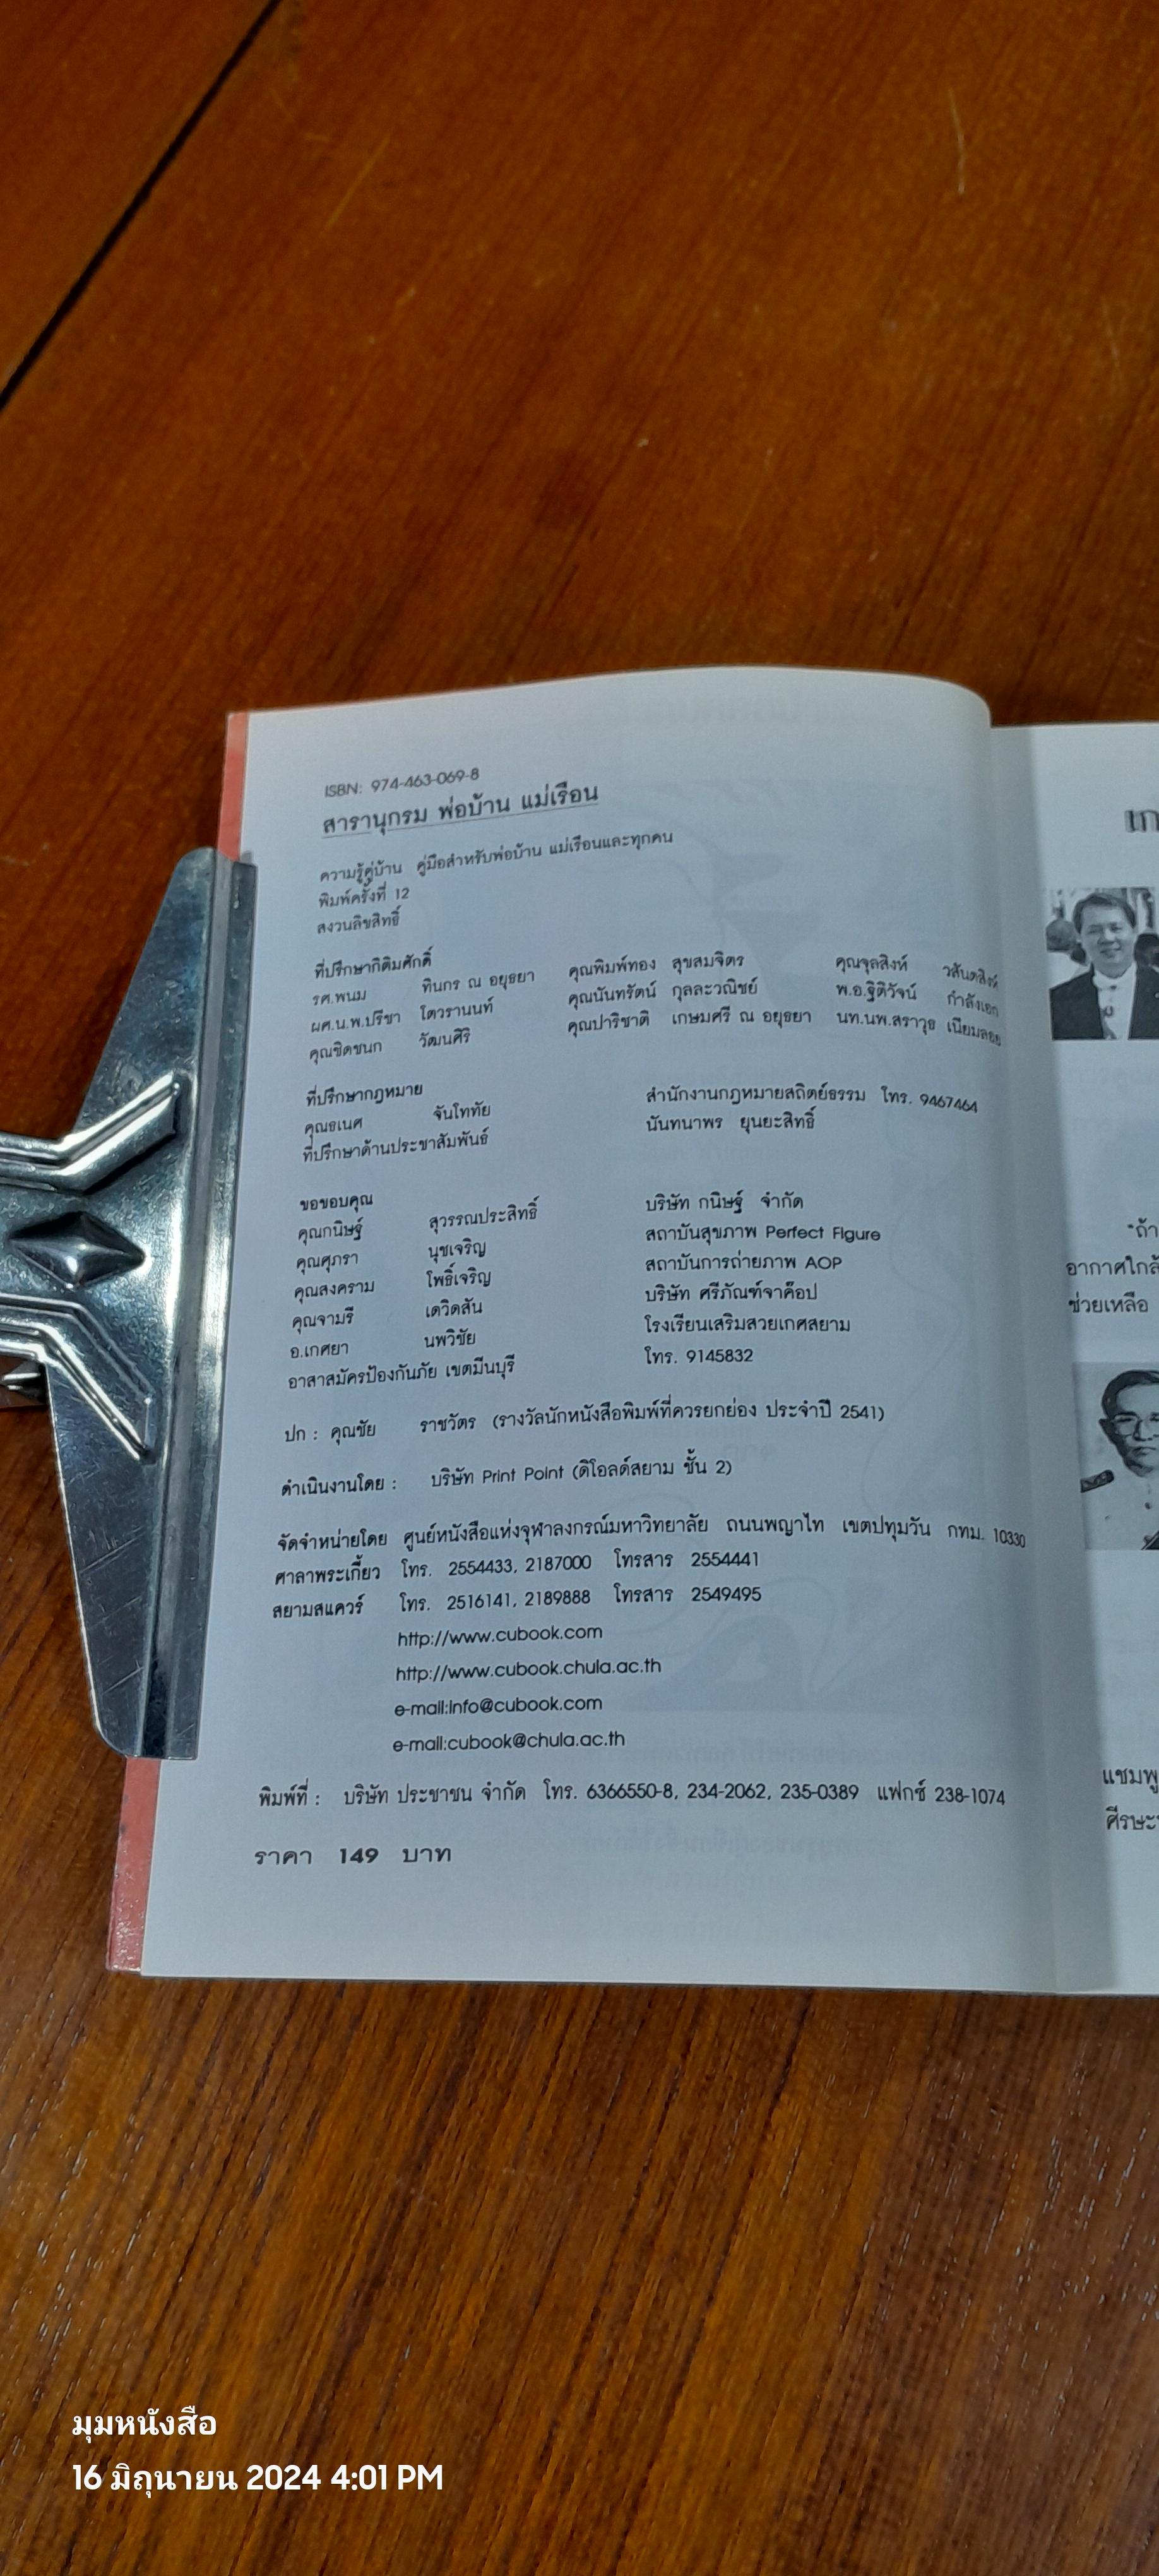 ISBN: 974-463-069-8
สารานุกรม พ่อบ้าน แม่เรือน
ความรู้คู่บ้าน คู่มือสำหรับพ่อบ้าน แม่เรือนและทุกคน
พิมพ์ครั้งที่ 12
สงวนลิขสิทธิ์
ที่ปรึกษากิติมศักดิ์
รศ.พนม ทินกร ณ อยุธยา คุณพิมพ์ทอง สุขสมจิตร คุณจุลสิงห์ วสันตสิงห์
ผศ.น.พ.ปรีชา โตวรานนท์ คุณนันทรัตน์ กุลละวณิชย์ พ.อ.ฐิติวัจน์ กำลังเอก
คุณชิดชนก วัฒนศิริ คุณปาริชาติ เกษมศรี ณ อยุธยา นท.นพ.สราวุธ เนียมลอย
ที่ปรึกษากฎหมาย สำนักงานกฎหมายสถิตย์ธรรม โทร. 9467464
คุณธเนศ จันโททัย นันทนาพร ยุนยะสิทธิ์
ที่ปรึกษาด้านประชาสัมพันธ์
ขอขอบคุณ
คุณกนิษฐ์ สุวรรณประสิทธิ์ บริษัท กนิษฐ์ จำกัด
คุณศุภรา นุชเจริญ สถาบันสุขภาพ Perfect Figure
คุณสงคราม โพธิ์เจริญ สถาบันการถ่ายภาพ AOP
คุณจามรี เดวิดสัน บริษัท ศรีภัณฑ์จาค๊อป
อ.เกศยา นพวิชัย โรงเรียนเสริมสวยเกศสยาม
อาสาสมัครป้องกันภัย เขตมีนบุรี โทร. 9145832
ปก : คุณชัย ราชวัตร (รางวัลนักหนังสือพิมพ์ที่ควรยกย่อง ประจำปี 2541)
ดำเนินงานโดย : บริษัท Print Point (ดิโอลด์สยาม ชั้น 2)
จัดจำหน่ายโดย ศูนย์หนังสือแห่งจุฬาลงกรณ์มหาวิทยาลัย ถนนพญาไท เขตปทุมวัน กทม. 10330
ศาลาพระเกี้ยว โทร. 2554433, 2187000 โทรสาร 2554441
สยามสแควร์ โทร. 2516141, 2189888 โทรสาร 2549495
http://www.cubook.com
http://www.cubook.chula.ac.th
e-mail:info@cubook.com
e-mail:cubook@chula.ac.th
พิมพ์ที่ : บริษัท ประชาชน จำกัด โทร. 6366550-8, 234-2062, 235-0389 แฟกซ์ 238-1074
ราคา 149 บาท
"ถ้า
อากาศใกล้
ช่วยเหลือ
แชมพู
ศีรษะ
มุมหนังสือ
16 มิถุนายน 2024 4:01 PM